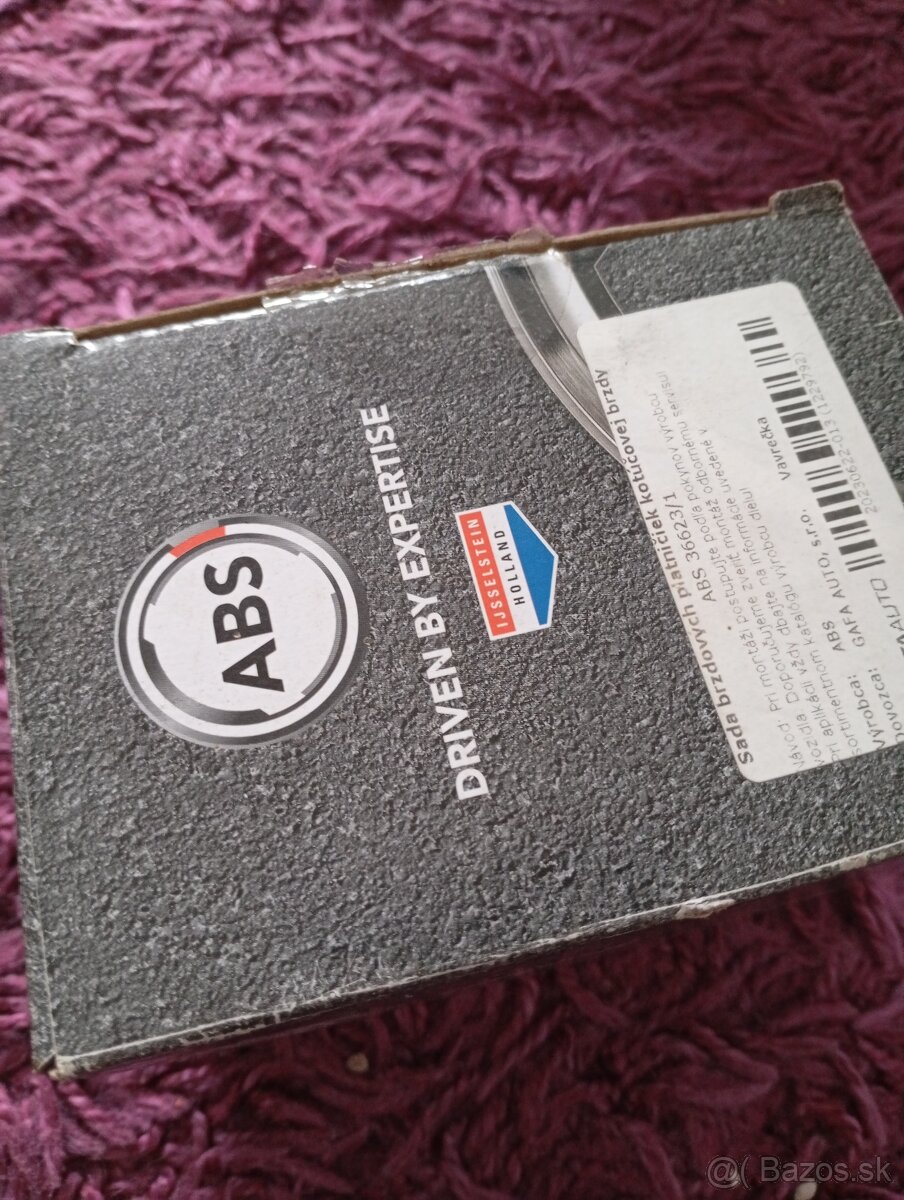 ABS
DRIVEN BY EXPERTISE
IJSSELSTEIN
HOLLAND
Sada brzdových platničiek kotúčovej brzdy
ABS 36623/1
Návod: Pri montáži postupujte podľa pokynov výrobcu
vozidla. Odporučujeme zveriť montáž odbornému servisu!
pri aplikácii vždy dbajte na informácie uvedené v
sortimentnom katalógu výrobcu dielu!
Výrobca: ABS
Dovozca: GAFA AUTO, s.r.o. Vavrečka
20230622-013 (1229792)
@( Bazos.sk